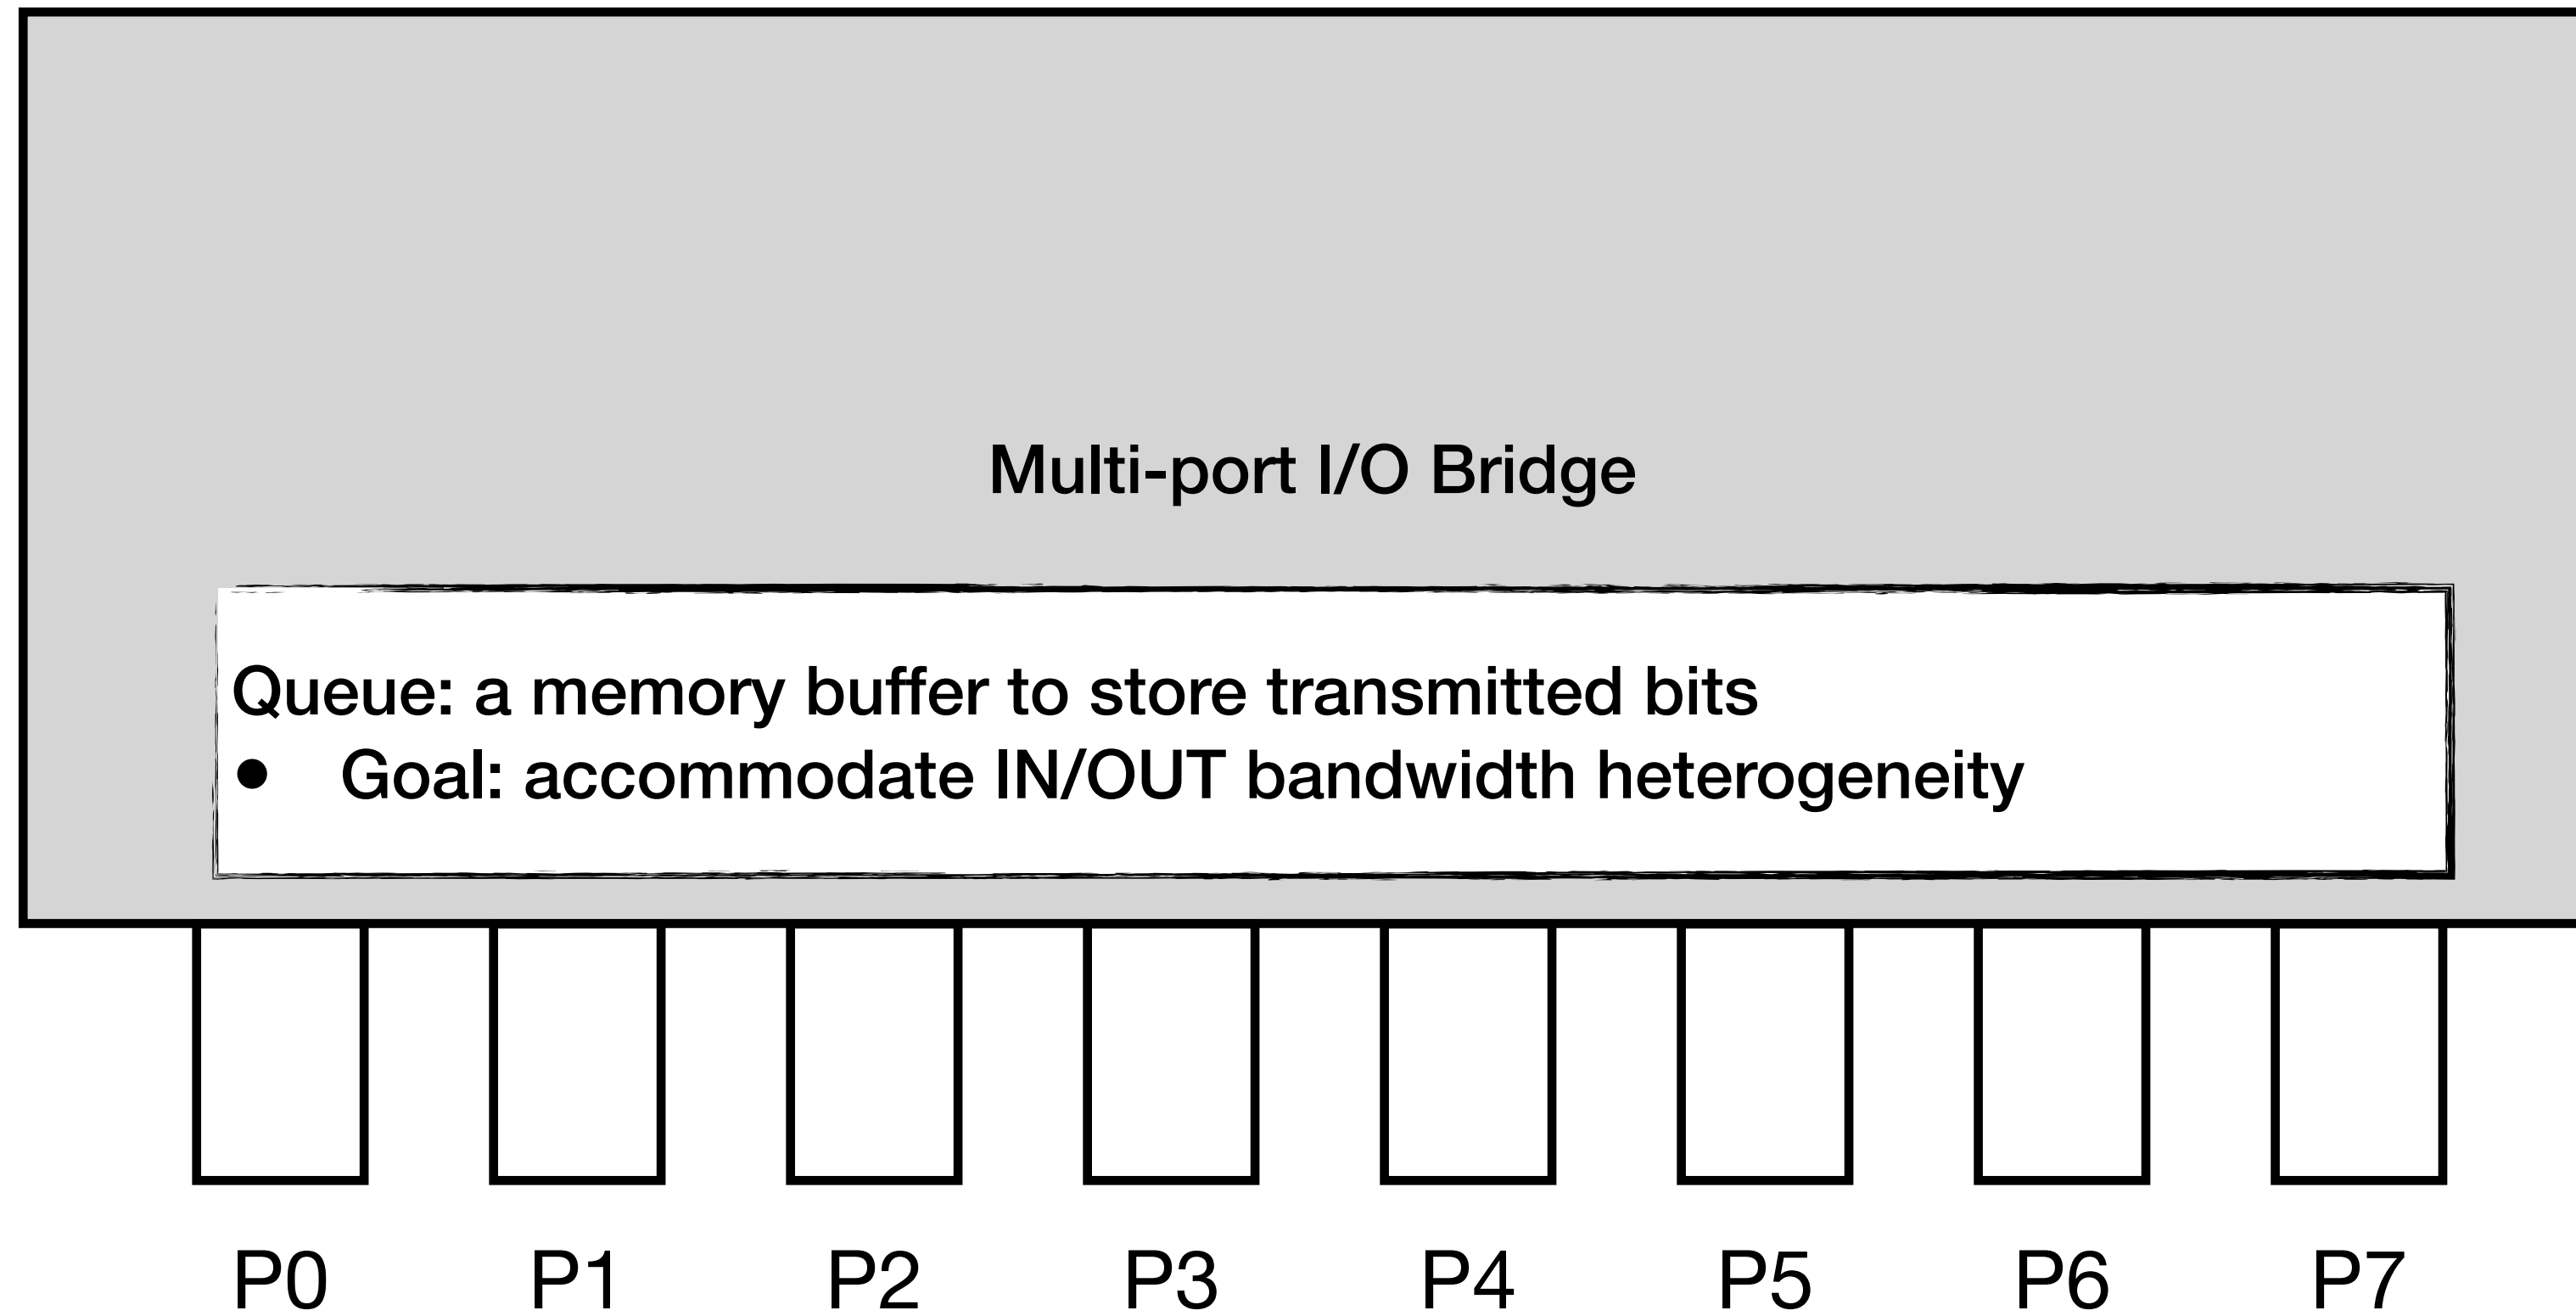 Multi-port I/O Bridge
Queue: a memory buffer to store transmitted bits
• Goal: accommodate IN/OUT bandwidth heterogeneity
P0 P1 P2 P3 P4 P5 P6 P7